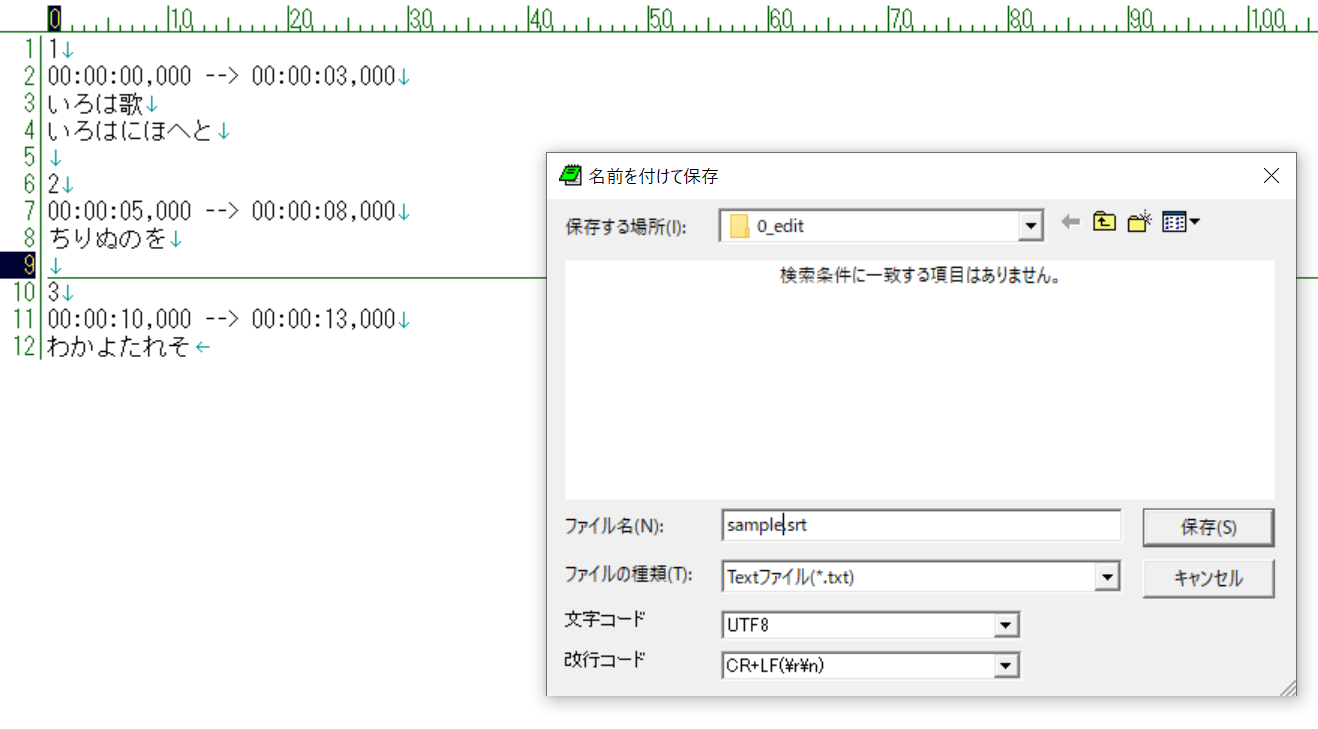 0 10 20 30 40 50 60 70 80 90 100
1 1↓
2 00:00:00,000 --> 00:00:03,000↓
3 いろは歌↓
4 いろはにほへと↓
5 ↓
6 2↓
7 00:00:05,000 --> 00:00:08,000↓
8 ちりぬのを↓
9 ↓
10 3↓
11 00:00:10,000 --> 00:00:13,000↓
12 わかよたれそ←
名前を付けて保存
保存する場所(I): 0_edit
検索条件に一致する項目はありません。
ファイル名(N): sample.srt 保存(S)
ファイルの種類(T): Textファイル(*.txt) キャンセル
文字コード UTF8
改行コード CR+LF(¥r¥n)